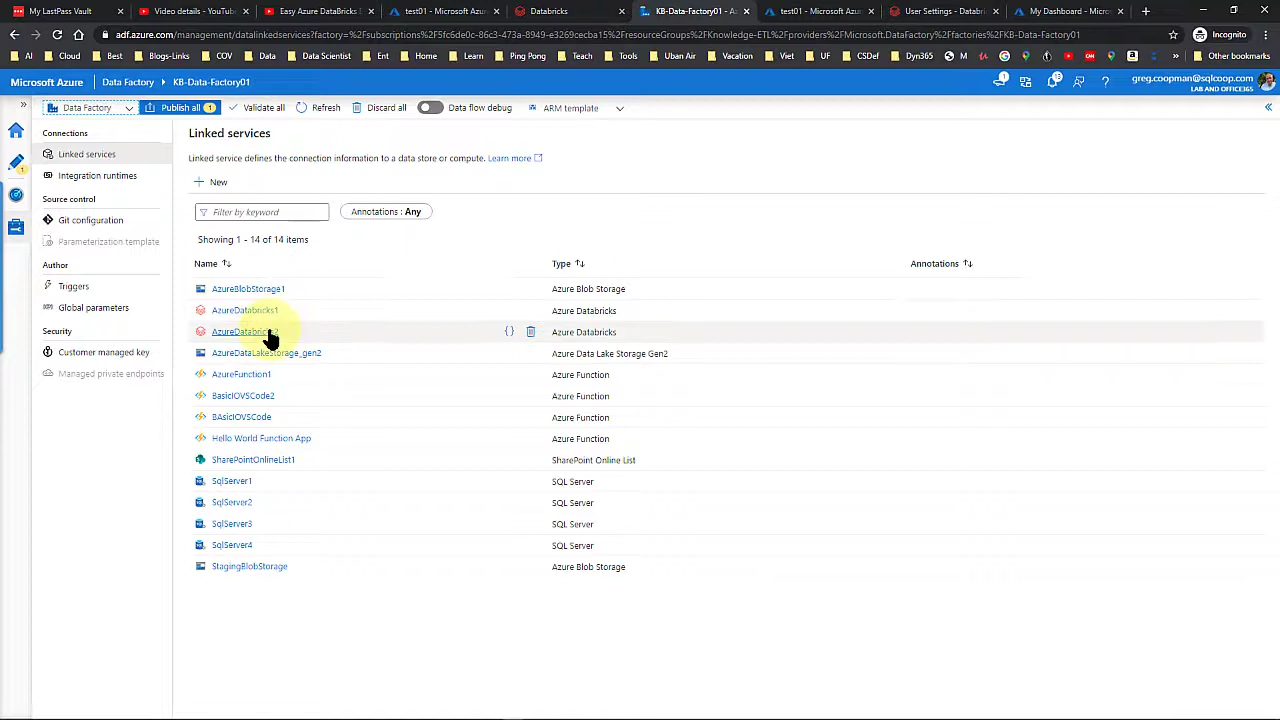 My LastPass Vault
Video details - YouTub
Easy Azure DataBricks
test01 - Microsoft Azure
Databricks
KB-Data-Factory01 - Az
test01 - Microsoft Azure
User Settings - Databric
My Dashboard - Micros
adf.azure.com/management/datalinkedservices?factory=%2Fsubscriptions%2F5fc6de0c-86c3-473a-8949-e3269cbcba15%2FresourceGroups%2FKnowledge-ETL%2Fproviders%2FMicrosoft.DataFactory%2Ffactories%2FKB-Data-Factory01
Incognito
AI
Best
Blogs-Links
COV
Data
Data Scientist
Ent
Home
Learn
Ping Pong
Teach
Tools
Uban Air
Vacation
Viet
UF
CSDef
Dyn365
M
Other bookmarks
Microsoft Azure
Data Factory
KB-Data-Factory01
greg.coopman@sqlcoop.com
LAB AND OFFICE365
Data Factory
Publish all 1
Validate all
Refresh
Discard all
Data flow debug
ARM template
Connections
Linked services
Integration runtimes
Source control
Git configuration
Parameterization template
Author
Triggers
Global parameters
Security
Customer managed key
Managed private endpoints
Linked services
Linked service defines the connection information to a data store or compute. Learn more
New
Filter by keyword
Annotations : Any
Showing 1 - 14 of 14 items
Name Type Annotations
AzureBlobStorage1 Azure Blob Storage
AzureDatabricks1 Azure Databricks
AzureDatabricks2 {} Azure Databricks
AzureDataLakeStorage_gen2 Azure Data Lake Storage Gen2
AzureFunction1 Azure Function
BasicIOVSCode2 Azure Function
BAsicIOVSCode Azure Function
Hello World Function App Azure Function
SharePointOnlineList1 SharePoint Online List
SqlServer1 SQL Server
SqlServer2 SQL Server
SqlServer3 SQL Server
SqlServer4 SQL Server
StagingBlobStorage Azure Blob Storage